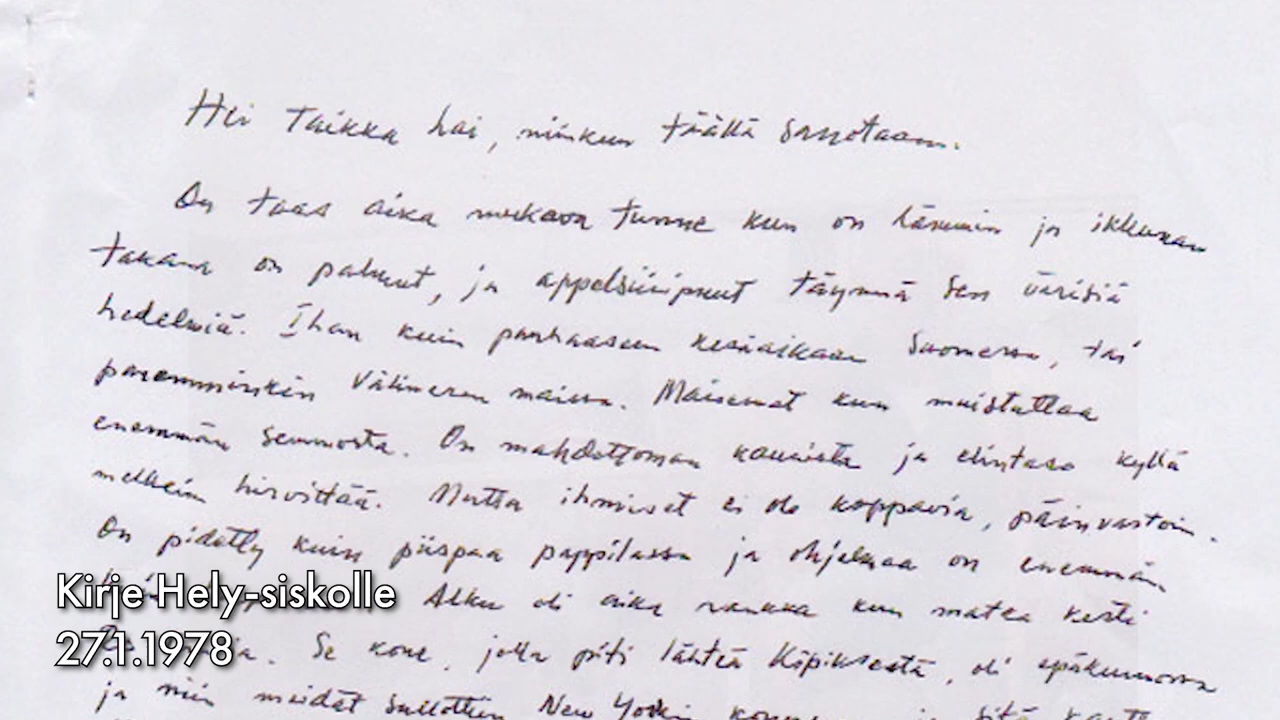 Hei taikka hai, niinkun täällä sanotaan.
On taas aika mukava tunne kun on lämmin ja ikkunan
takana on palmut, ja appelsiinipuut täynnä sen värisiä
hedelmiä. Ihan kuin parhaaseen kesäaikaan Suomessa, tai
paremminkin Välimeren maissa. Maisemat kun muistuttaa
enemmän semmosta. On mahdottoman kaunista ja elintaso kyllä
melkein hirvittää. Mutta ihmiset ei ole koppavia, päinvastoin.
On pidetty kuin piispaa pappilassa ja ohjelmaa on enemmän
Alku oli aika rankka kun matka kesti
Se kone, jolla piti lähteä Köpiksestä, oli epäkunnossa
ja niin meidät sullottiin New Yorkin
Kirje Hely-siskolle
27.1.1978